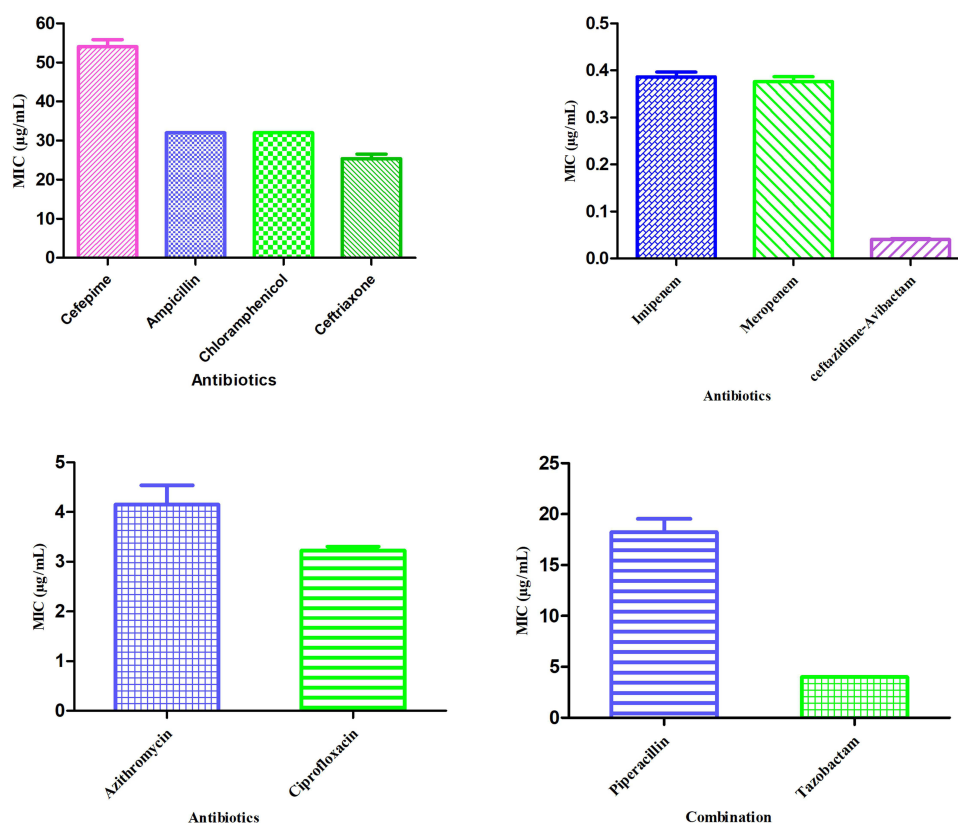 MIC (µg/mL)
60
50
40
30
20
10
0
Cefepime
Ampicillin
Chloramphenicol
Ceftriaxone
Antibiotics
MIC (µg/mL)
0.4
0.3
0.2
0.1
0.0
Imipenem
Meropenem
ceftazidime-Avibactam
Antibiotics
MIC (µg/mL)
5
4
3
2
1
0
Azithromycin
Ciprofloxacin
Antibiotics
MIC (µg/mL)
25
20
15
10
5
0
Piperacillin
Tazobactam
Combination